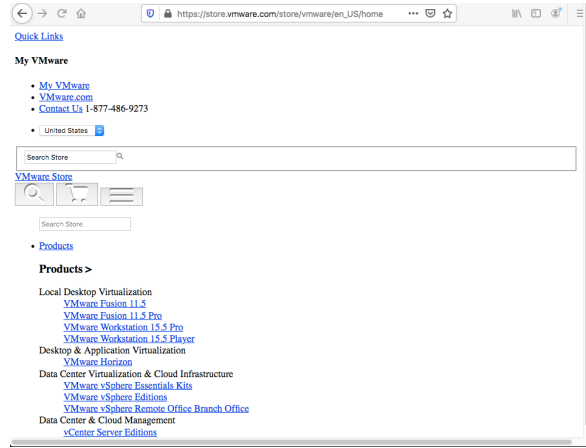 https://store.vmware.com/store/vmware/en_US/home
Quick Links
My VMware
My VMware
VMware.com
Contact Us 1-877-486-9273
United States
Search Store
VMware Store
Search Store
Products
Products >
Local Desktop Virtualization
VMware Fusion 11.5
VMware Fusion 11.5 Pro
VMware Workstation 15.5 Pro
VMware Workstation 15.5 Player
Desktop & Application Virtualization
VMware Horizon
Data Center Virtualization & Cloud Infrastructure
VMware vSphere Essentials Kits
VMware vSphere Editions
VMware vSphere Remote Office Branch Office
Data Center & Cloud Management
vCenter Server Editions